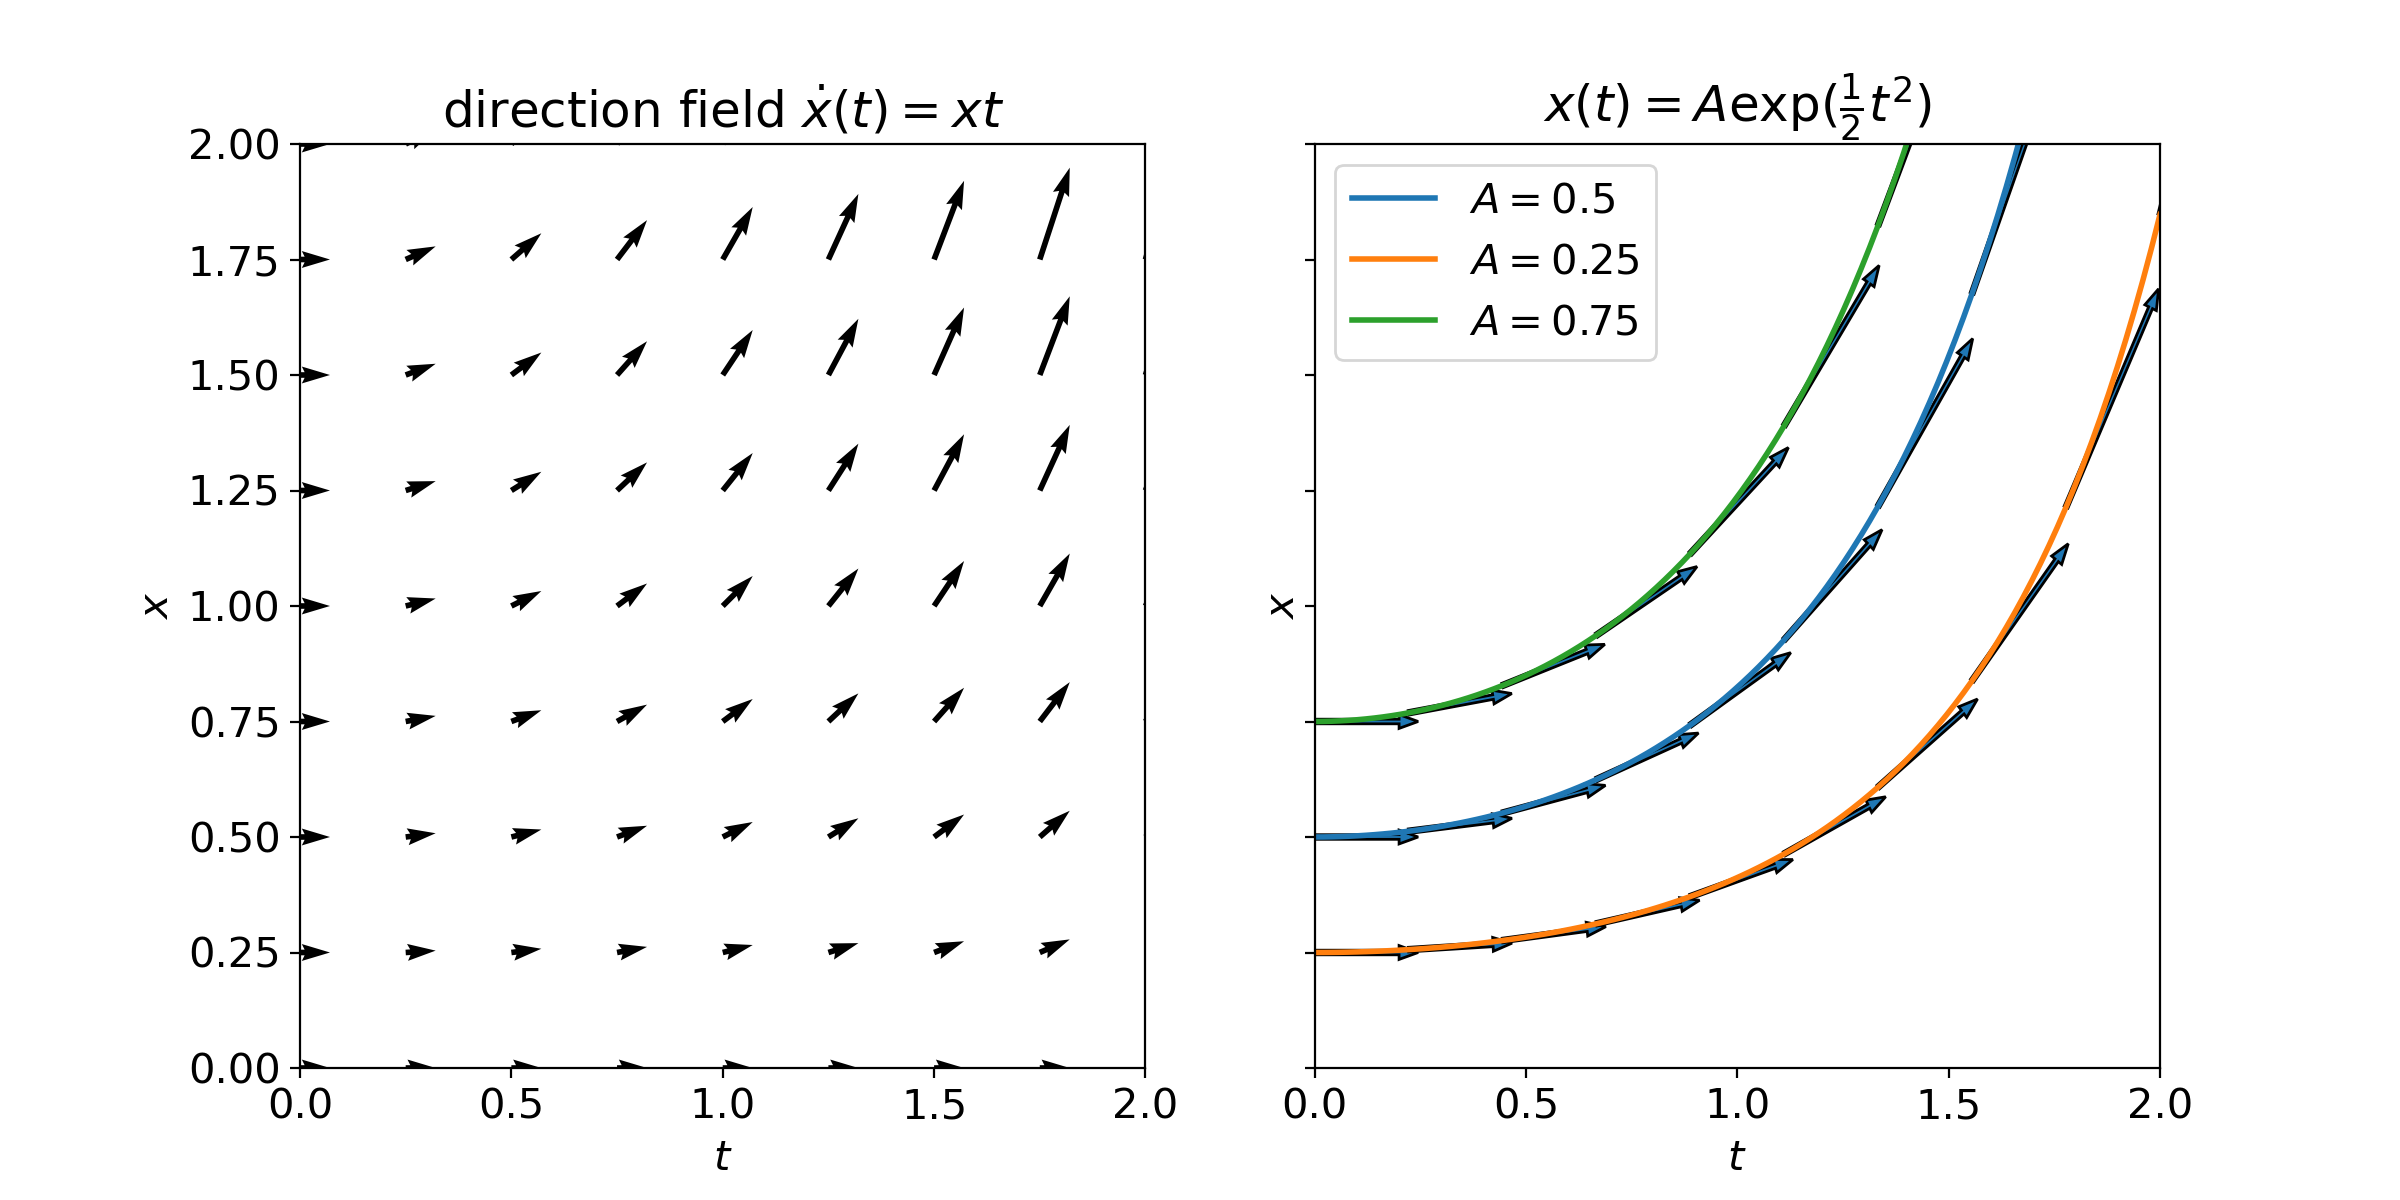 direction field ẋ(t) = xt
2.00
1.75
1.50
1.25
1.00
0.75
0.50
0.25
0.00
x
0.0 0.5 1.0 1.5 2.0
t
x(t) = Aexp(½t²)
A = 0.5
A = 0.25
A = 0.75
x
0.0 0.5 1.0 1.5 2.0
t